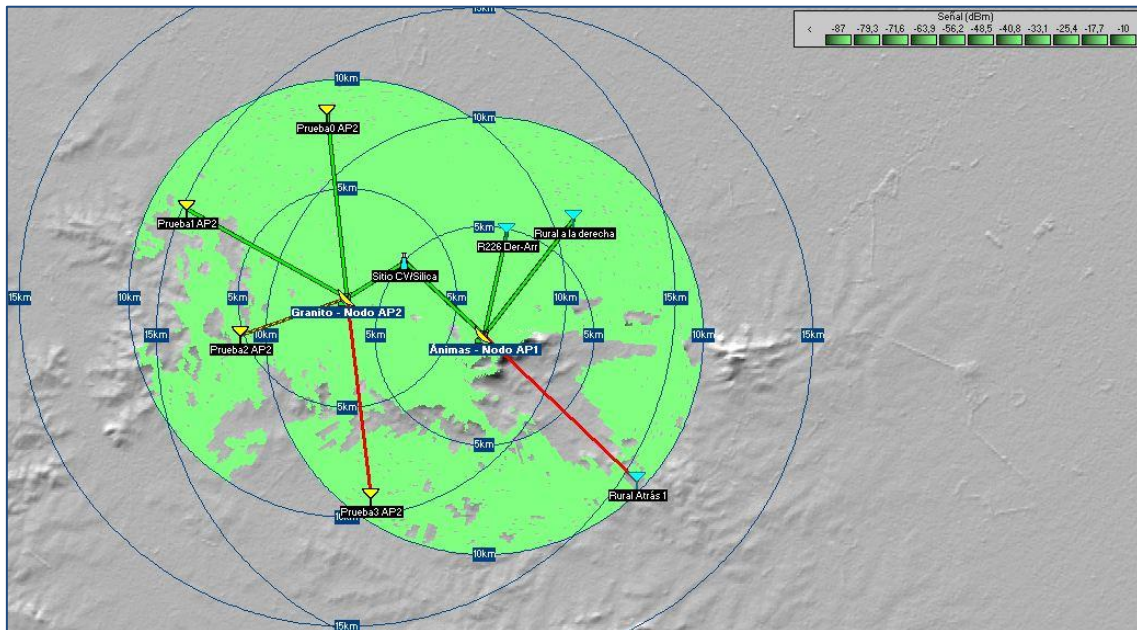 Señal (dBm)
< -87 -79,3 -71,6 -63,9 -56,2 -48,5 -40,8 -33,1 -25,4 -17,7 -10
15km
10km
Prueba0 AP2
10km
5km
Prueba1 AP2
5km
R226 Der-Arr
Rural a la derecha
Sitio CV/Silica
15km
10km
5km
5km
Granito - Nodo AP2
15km
10km
5km
5km
10km
15km
Prueba2 AP2
Ánimas - Nodo AP1
5km
5km
Rural Atrás 1
Prueba3 AP2
10km
10km
15km